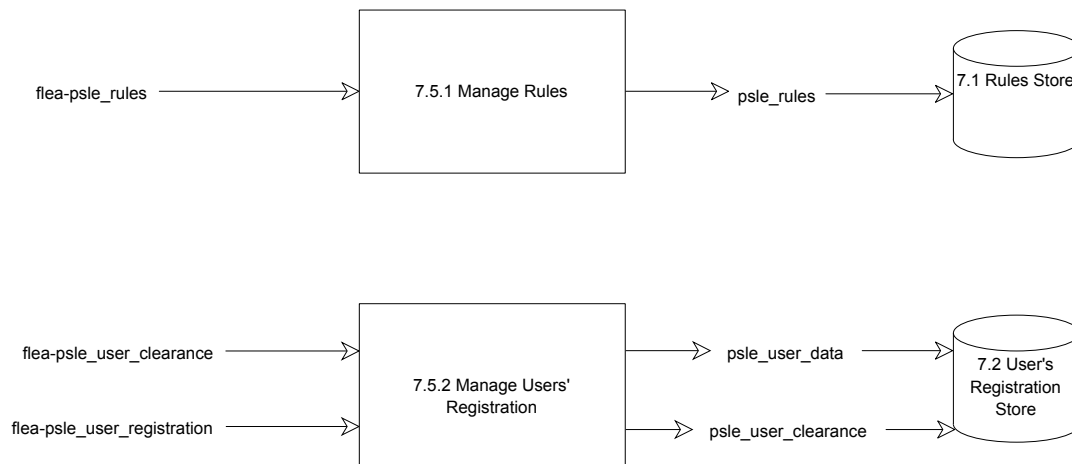 flea-psle_rules
7.5.1 Manage Rules
psle_rules
7.1 Rules Store
flea-psle_user_clearance
flea-psle_user_registration
7.5.2 Manage Users'
Registration
psle_user_data
psle_user_clearance
7.2 User's
Registration
Store